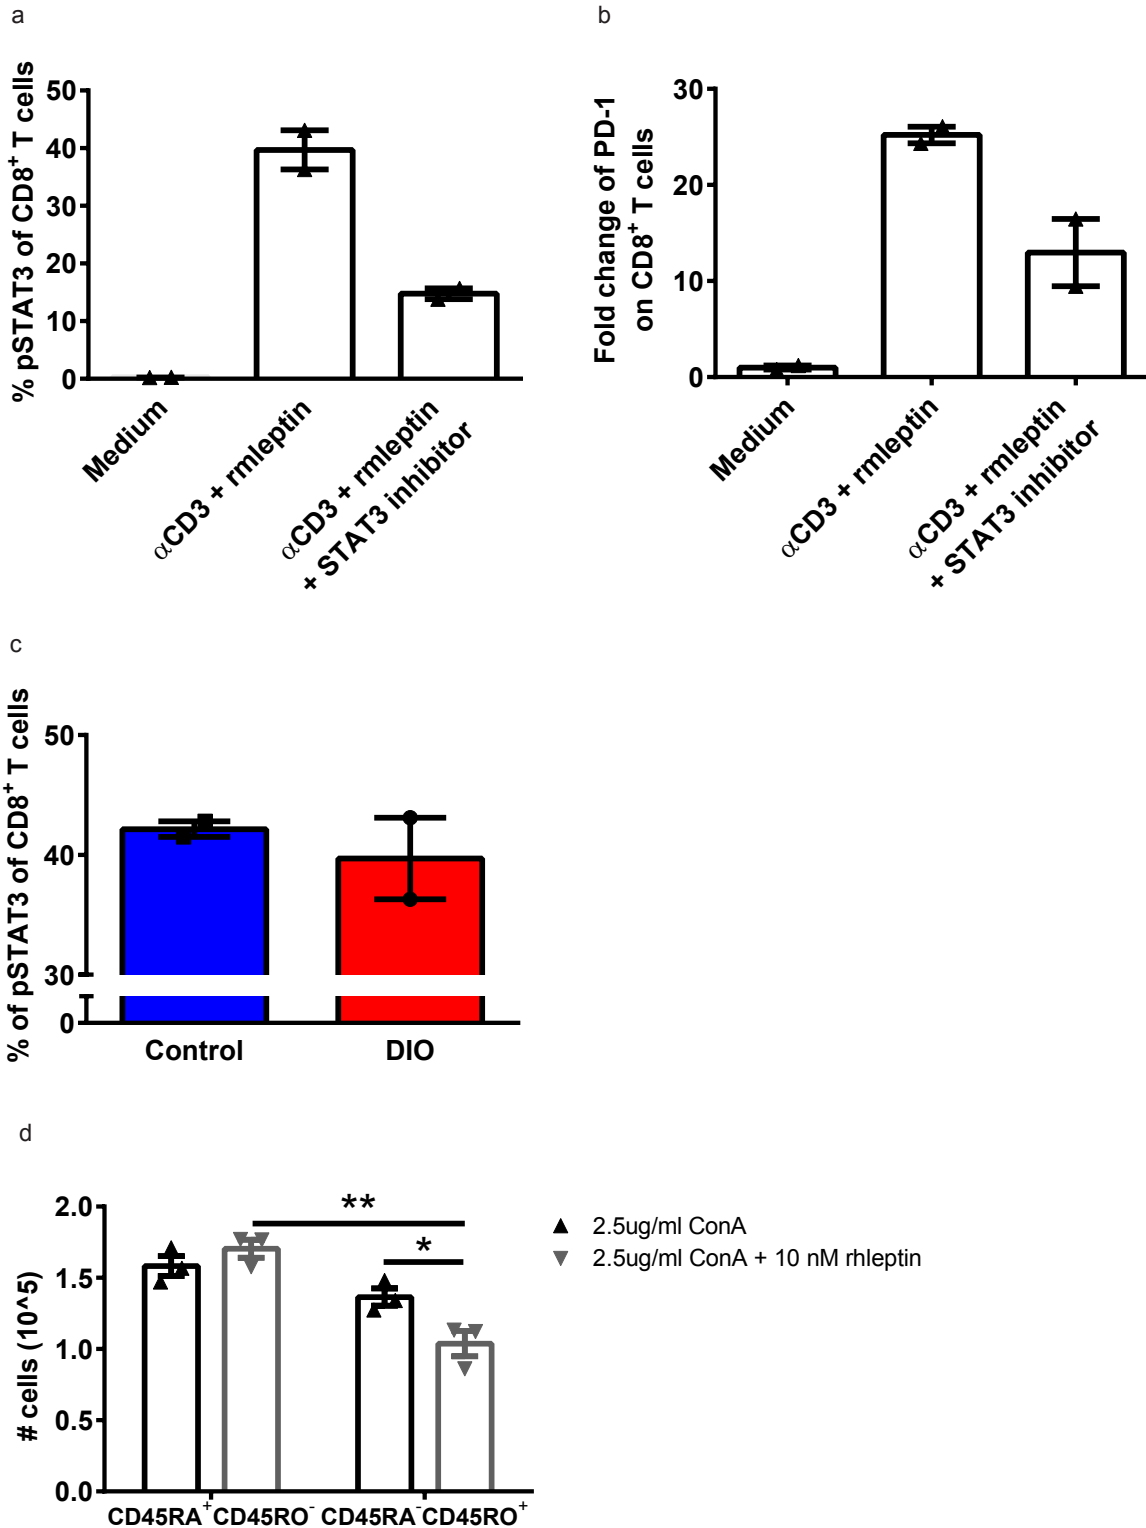 a
% pSTAT3 of CD8⁺ T cells
50
40
30
20
10
0
Medium
αCD3 + rmleptin
αCD3 + rmleptin
+ STAT3 inhibitor
b
Fold change of PD-1
on CD8⁺ T cells
30
20
10
0
Medium
αCD3 + rmleptin
αCD3 + rmleptin
+ STAT3 inhibitor
c
% of pSTAT3 of CD8⁺ T cells
50
40
30
0
Control
DIO
d
# cells (10^5)
2.0
1.5
1.0
0.5
0.0
**
*
CD45RA⁺CD45RO⁻
CD45RA⁻CD45RO⁺
2.5ug/ml ConA
2.5ug/ml ConA + 10 nM rhleptin